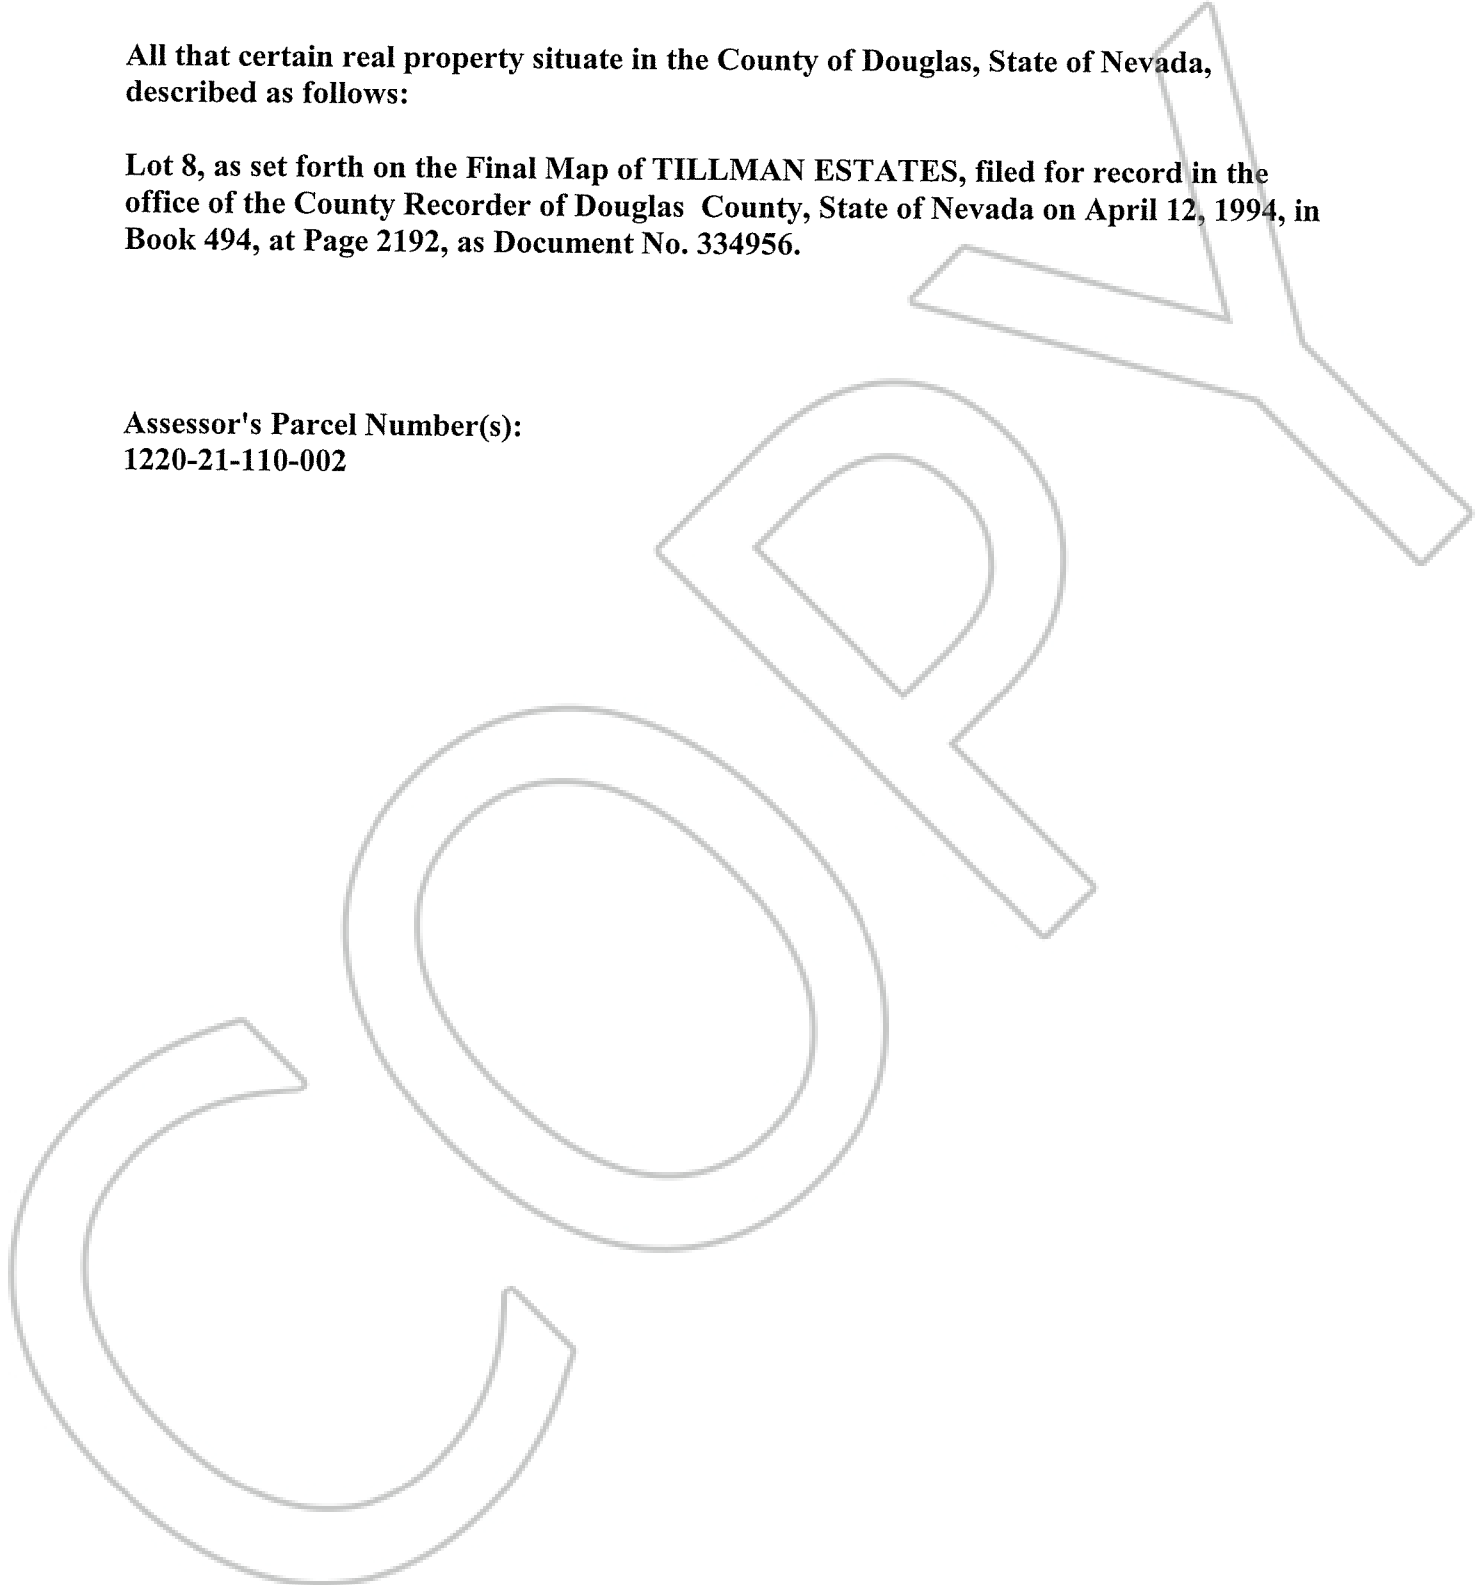 All that certain real property situate in the County of Douglas, State of Nevada,
described as follows:
Lot 8, as set forth on the Final Map of TILLMAN ESTATES, filed for record in the
office of the County Recorder of Douglas  County, State of Nevada on April 12, 1994, in
Book 494, at Page 2192, as Document No. 334956.
Assessor's Parcel Number(s):
1220-21-110-002
COPY